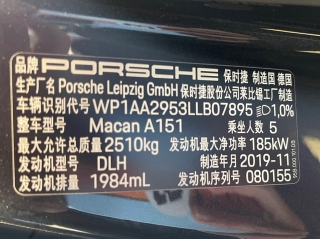 品牌 PORSCHE 保时捷 制造国 德国
生产厂名 Porsche Leipzig GmbH 保时捷股份公司莱比锡工厂制造
车辆识别代号 WP1AA2953LLB07895 1,0%
整车型号 Macan A151 乘坐人数 5
最大允许总质量 2510kg 发动机最大净功率 185kW
发动机型号 DLH 制造年月 2019-11
发动机排量 1984mL 发动机序列号 080155